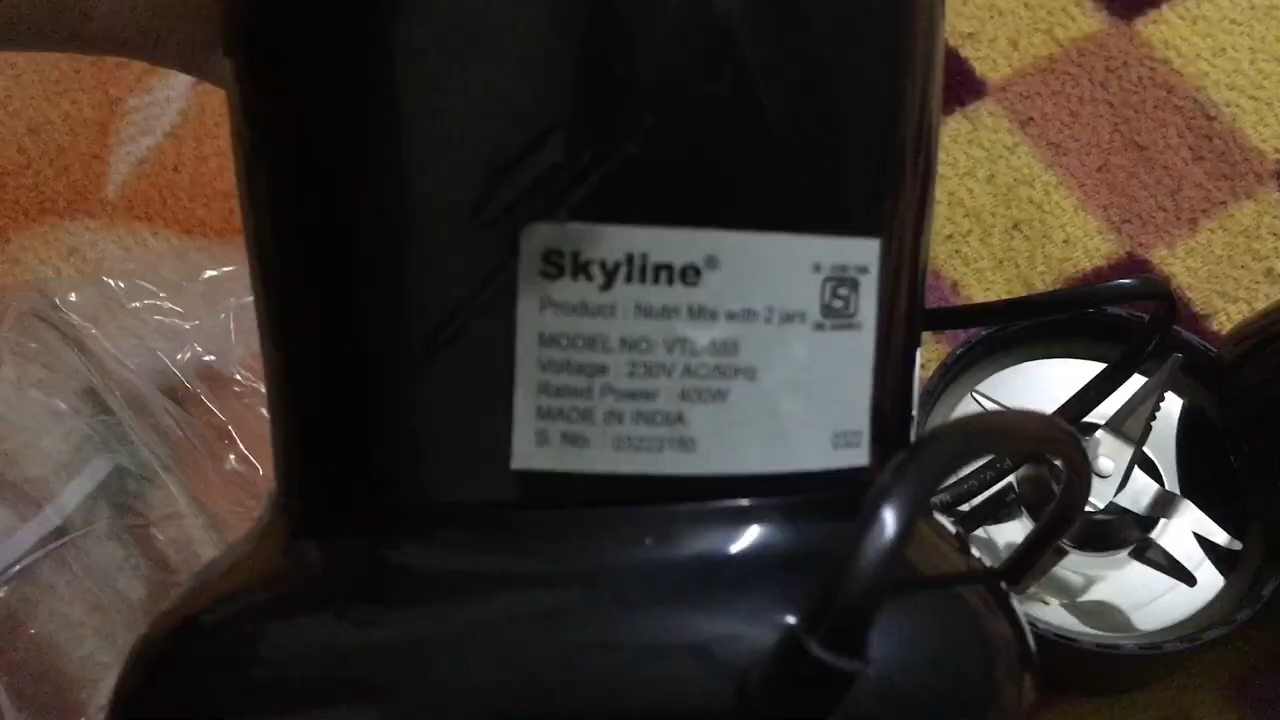 Skyline®
Product : Nutri Mix with 2 jars
MODEL NO: VTL-
Voltage : 230V AC/50Hz
Rated Power : 400W
MADE IN INDIA
S. No. :